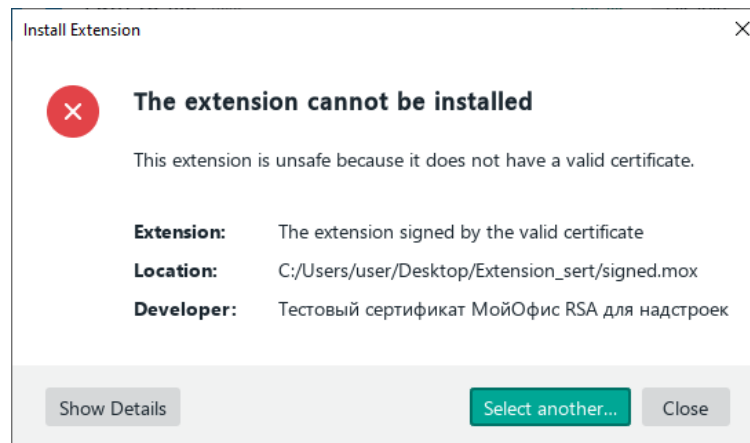 Install Extension
The extension cannot be installed
This extension is unsafe because it does not have a valid certificate.
Extension: The extension signed by the valid certificate
Location: C:/Users/user/Desktop/Extension_sert/signed.mox
Developer: Тестовый сертификат МойОфис RSA для надстроек
Show Details Select another... Close